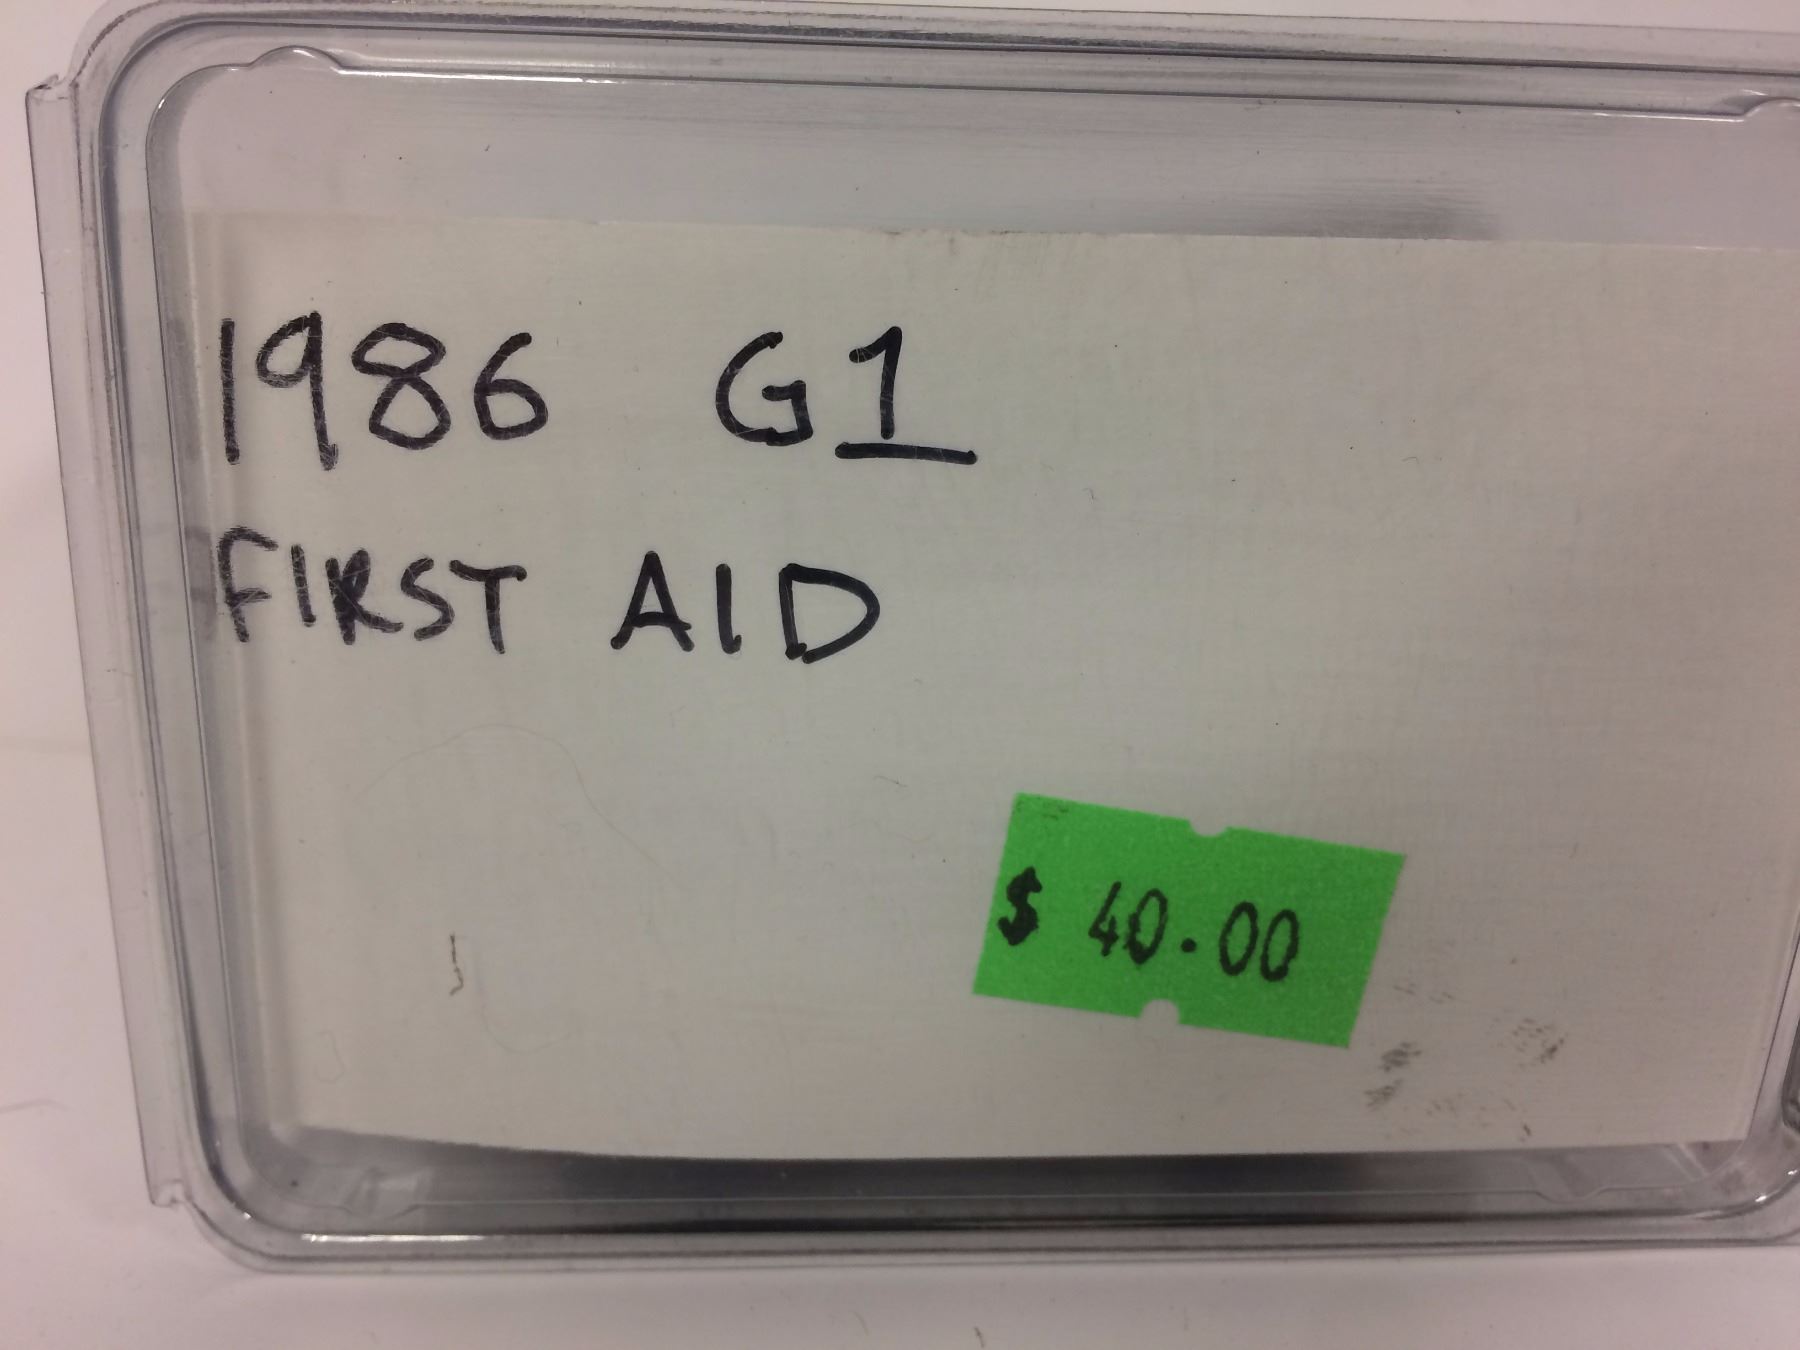 1986 G1
FIRST AID
$ 40.00